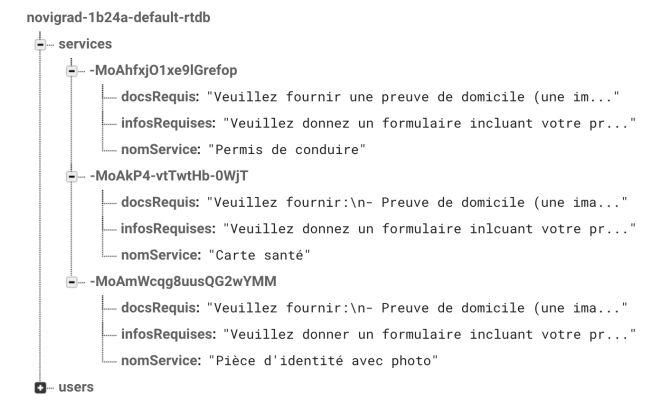 novigrad-1b24a-default-rtdb
services
-MoAhfxjO1xe9lGrefop
docsRequis: "Veuillez fournir une preuve de domicile (une im..."
infosRequises: "Veuillez donnez un formulaire incluant votre pr..."
nomService: "Permis de conduire"
-MoAkP4-vtTwtHb-0WjT
docsRequis: "Veuillez fournir:\n- Preuve de domicile (une ima..."
infosRequises: "Veuillez donnez un formulaire inlcuant votre pr..."
nomService: "Carte santé"
-MoAmWcqg8uusQG2wYMM
docsRequis: "Veuillez fournir:\n- Preuve de domicile (une ima..."
infosRequises: "Veuillez donner un formulaire incluant votre pr..."
nomService: "Pièce d'identité avec photo"
users